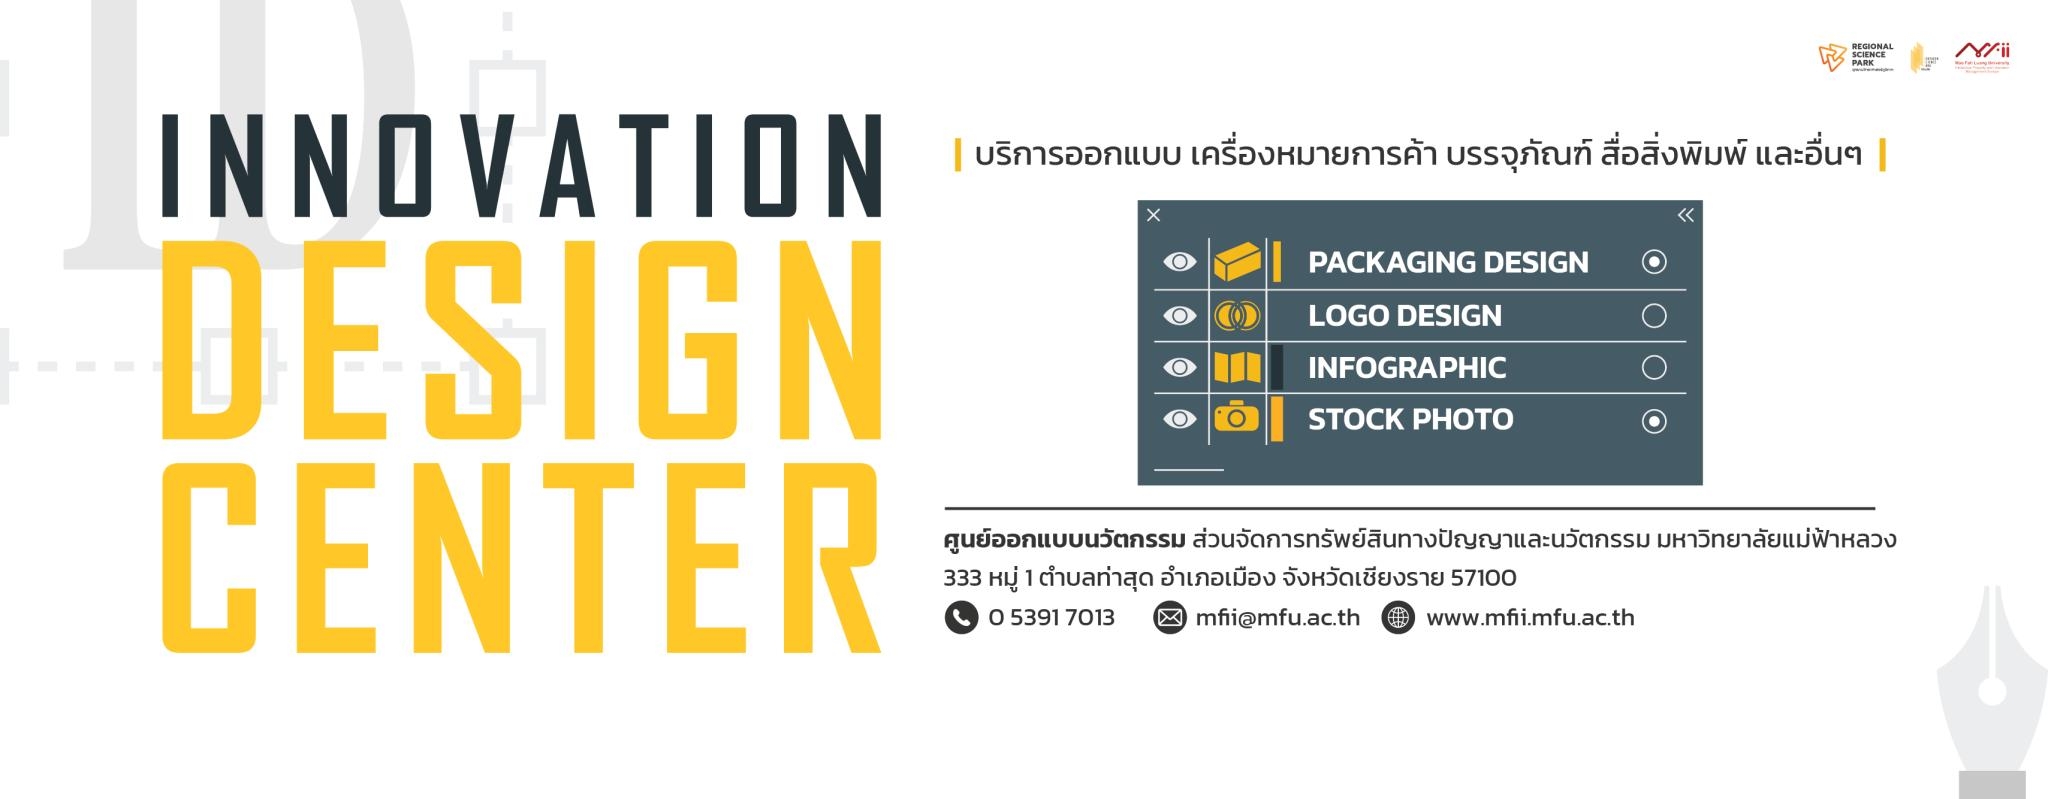 ID
INNOVATION
DESIGN
CENTER
REGIONAL
SCIENCE
PARK
Mae Fah Luang University
บริการออกแบบ เครื่องหมายการค้า บรรจุภัณฑ์ สื่อสิ่งพิมพ์ และอื่นๆ
PACKAGING DESIGN
LOGO DESIGN
INFOGRAPHIC
STOCK PHOTO
ศูนย์ออกแบบนวัตกรรม ส่วนจัดการทรัพย์สินทางปัญญาและนวัตกรรม มหาวิทยาลัยแม่ฟ้าหลวง
333 หมู่ 1 ตำบลท่าสุด อำเภอเมือง จังหวัดเชียงราย 57100
0 5391 7013 mfii@mfu.ac.th www.mfii.mfu.ac.th